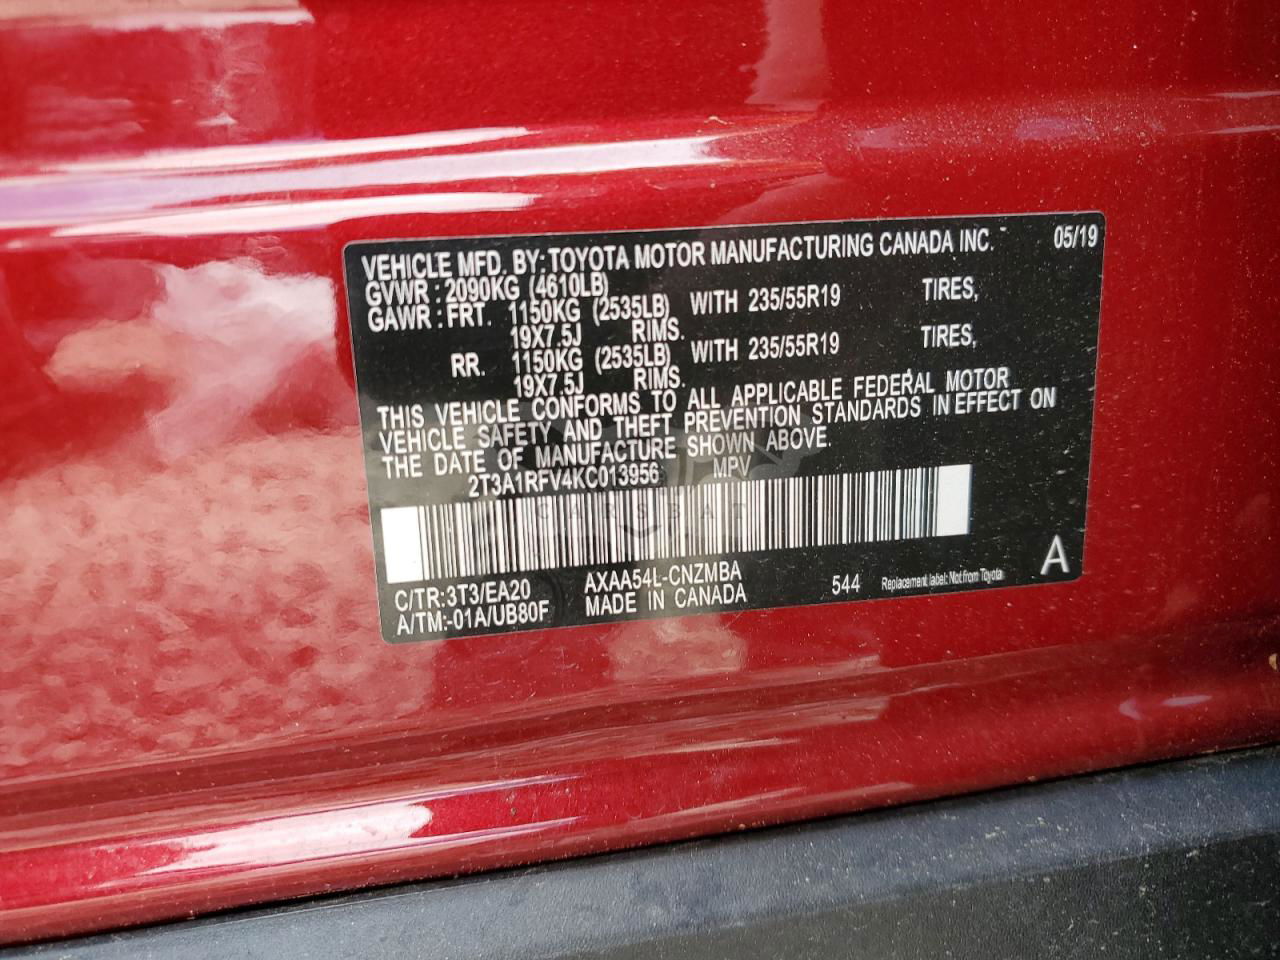 VEHICLE MFD. BY: TOYOTA MOTOR MANUFACTURING CANADA INC. 05/19
GVWR : 2090KG (4610LB)
GAWR : FRT. 1150KG (2535LB) WITH 235/55R19 TIRES,
19X7.5J RIMS.
RR. 1150KG (2535LB) WITH 235/55R19 TIRES,
19X7.5J RIMS.
THIS VEHICLE CONFORMS TO ALL APPLICABLE FEDERAL MOTOR
VEHICLE SAFETY AND THEFT PREVENTION STANDARDS IN EFFECT ON
THE DATE OF MANUFACTURE SHOWN ABOVE.
2T3A1RFV4KC013956 MPV
CARSBAT
C/TR:3T3/EA20 AXAA54L-CNZMBA 544 Replacement label: Not from Toyota A
A/TM:-01A/UB80F MADE IN CANADA